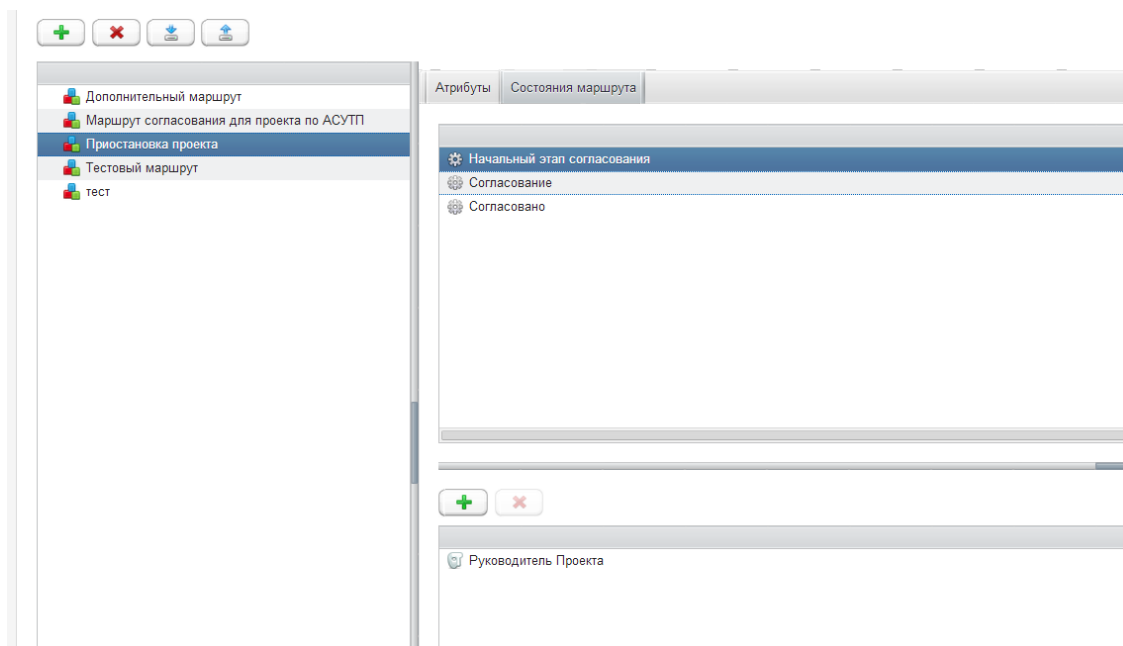 Дополнительный маршрут
Маршрут согласования для проекта по АСУТП
Приостановка проекта
Тестовый маршрут
тест
Атрибуты
Состояния маршрута
Начальный этап согласования
Согласование
Согласовано
Руководитель Проекта